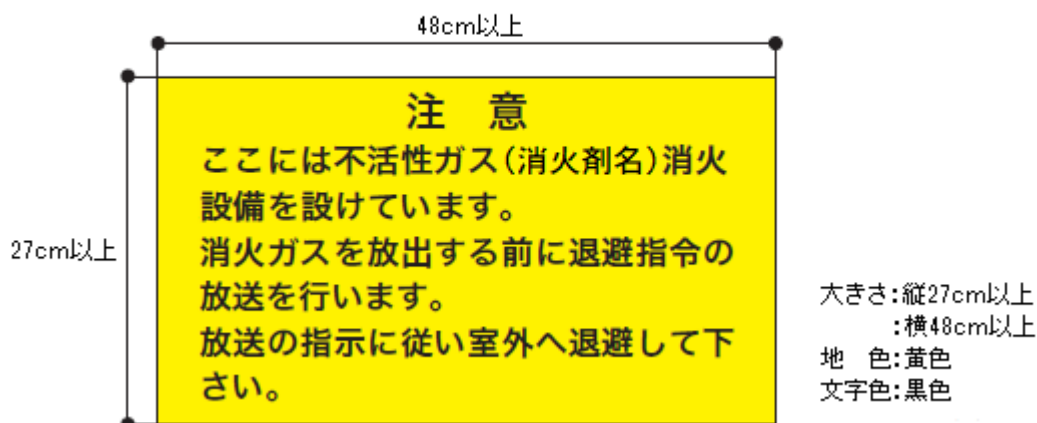 48cm以上
注　意
ここには不活性ガス(消火剤名)消火
設備を設けています。
消火ガスを放出する前に退避指令の
放送を行います。
放送の指示に従い室外へ退避して下
さい。
27cm以上
大きさ:縦27cm以上
:横48cm以上
地　色:黄色
文字色:黒色